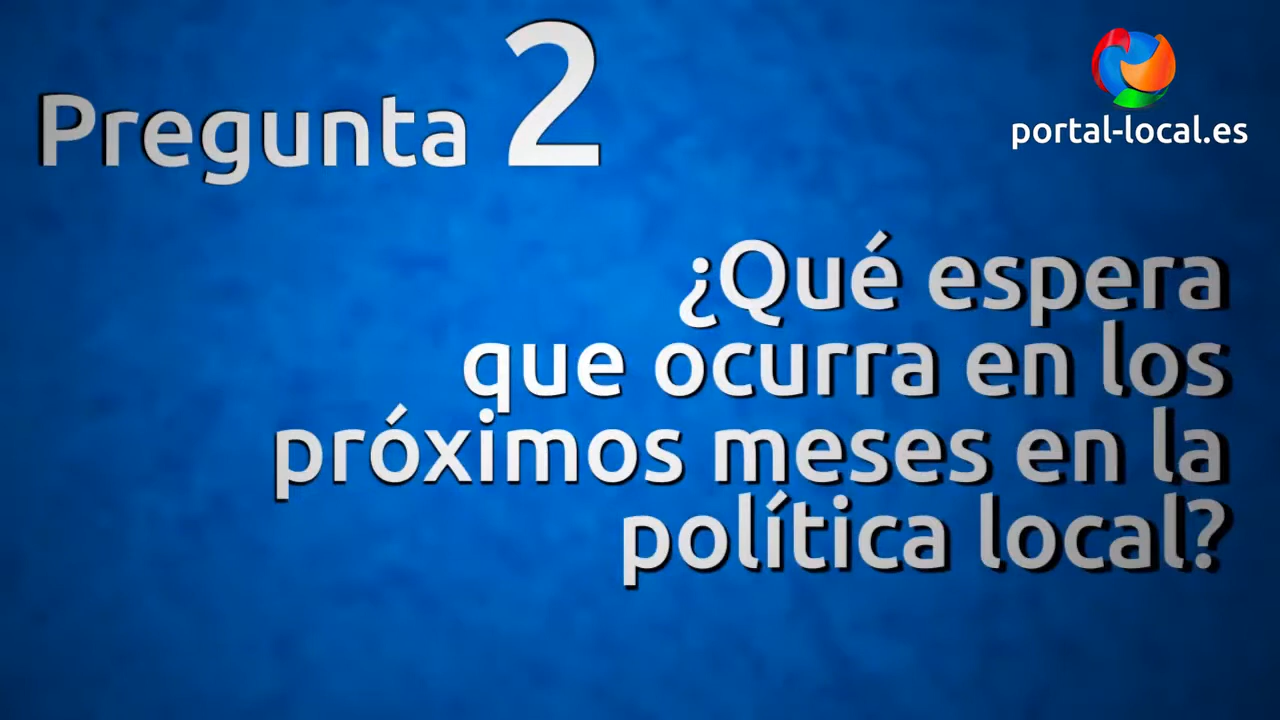 Pregunta 2
portal-local.es
¿Qué espera
que ocurra en los
próximos meses en la
política local?